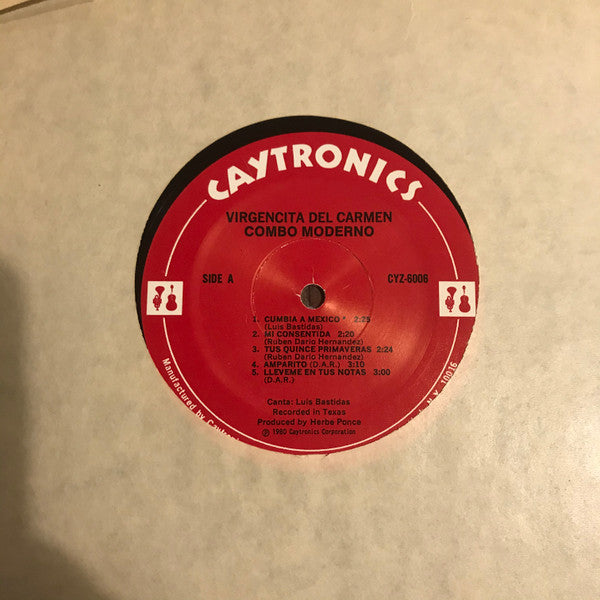 CAYTRONICS
VIRGENCITA DEL CARMEN
COMBO MODERNO
SIDE A
CYZ-6006
1. CUMBIA A MEXICO * 2:25
(Luis Bastidas)
2. MI CONSENTIDA 2:20
(Ruben Dario Hernandez)
3. TUS QUINCE PRIMAVERAS 2:24
(Ruben Dario Hernandez)
4. AMPARITO (D.A.R.) 3:10
5. LLEVEME EN TUS NOTAS 3:00
(D.A.R.)
Canta: Luis Bastidas
Recorded in Texas
Produced by Herbe Ponce
℗ 1980 Caytronics Corporation
Manufactured by
N.Y. 10016